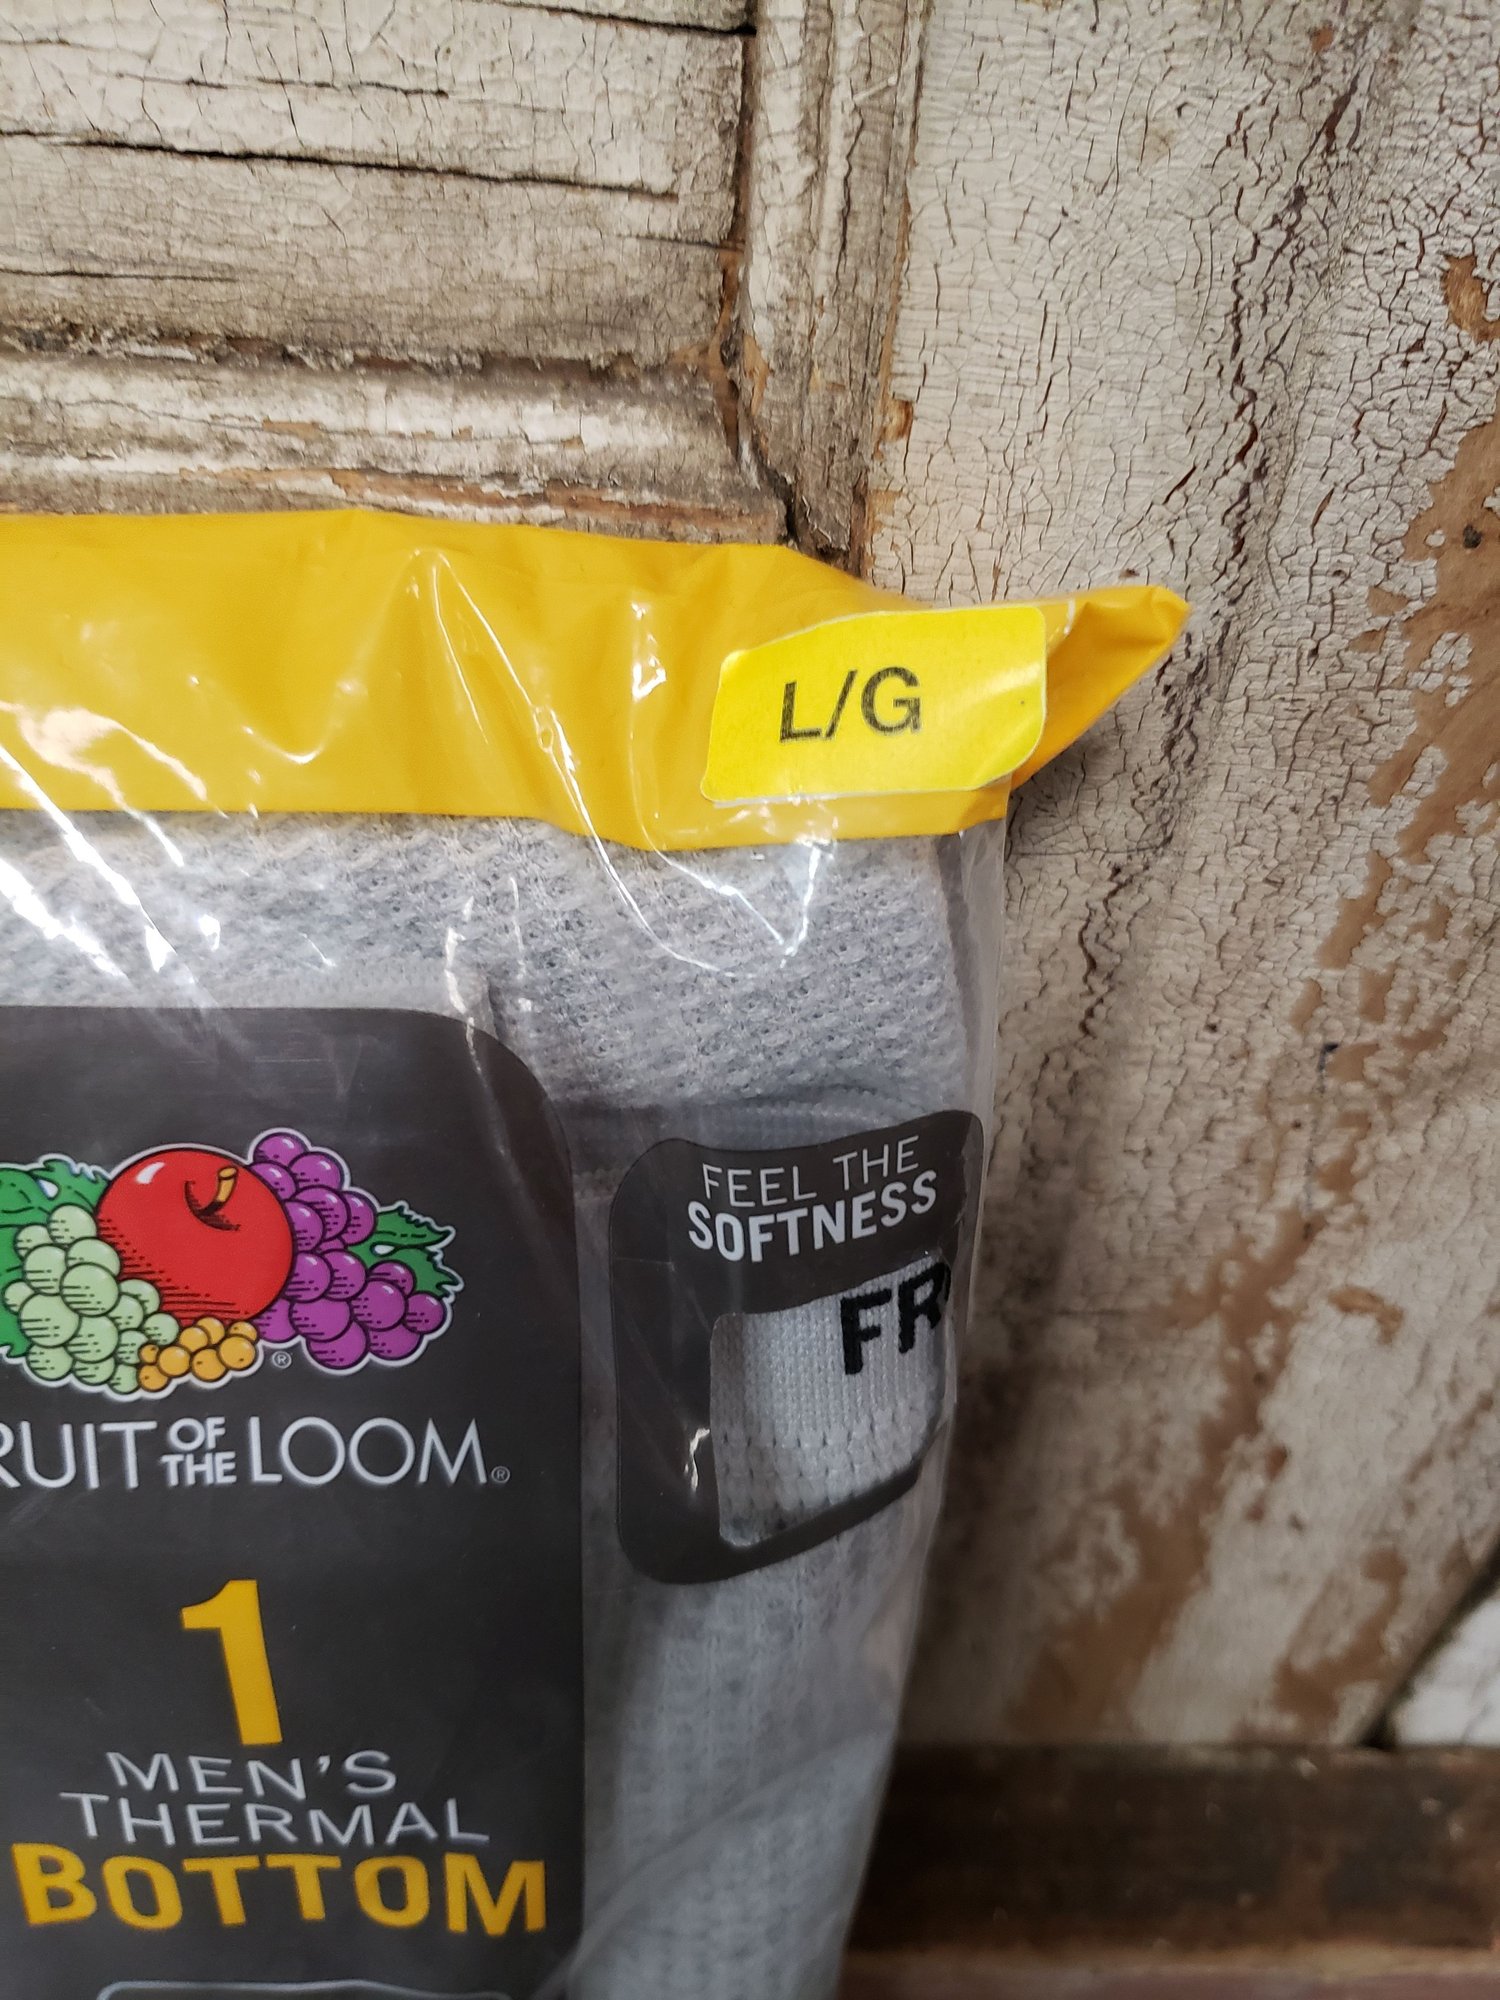 L/G
FEEL THE
SOFTNESS
FR
RUIT OF THE LOOM®
1
MEN'S
THERMAL
BOTTOM